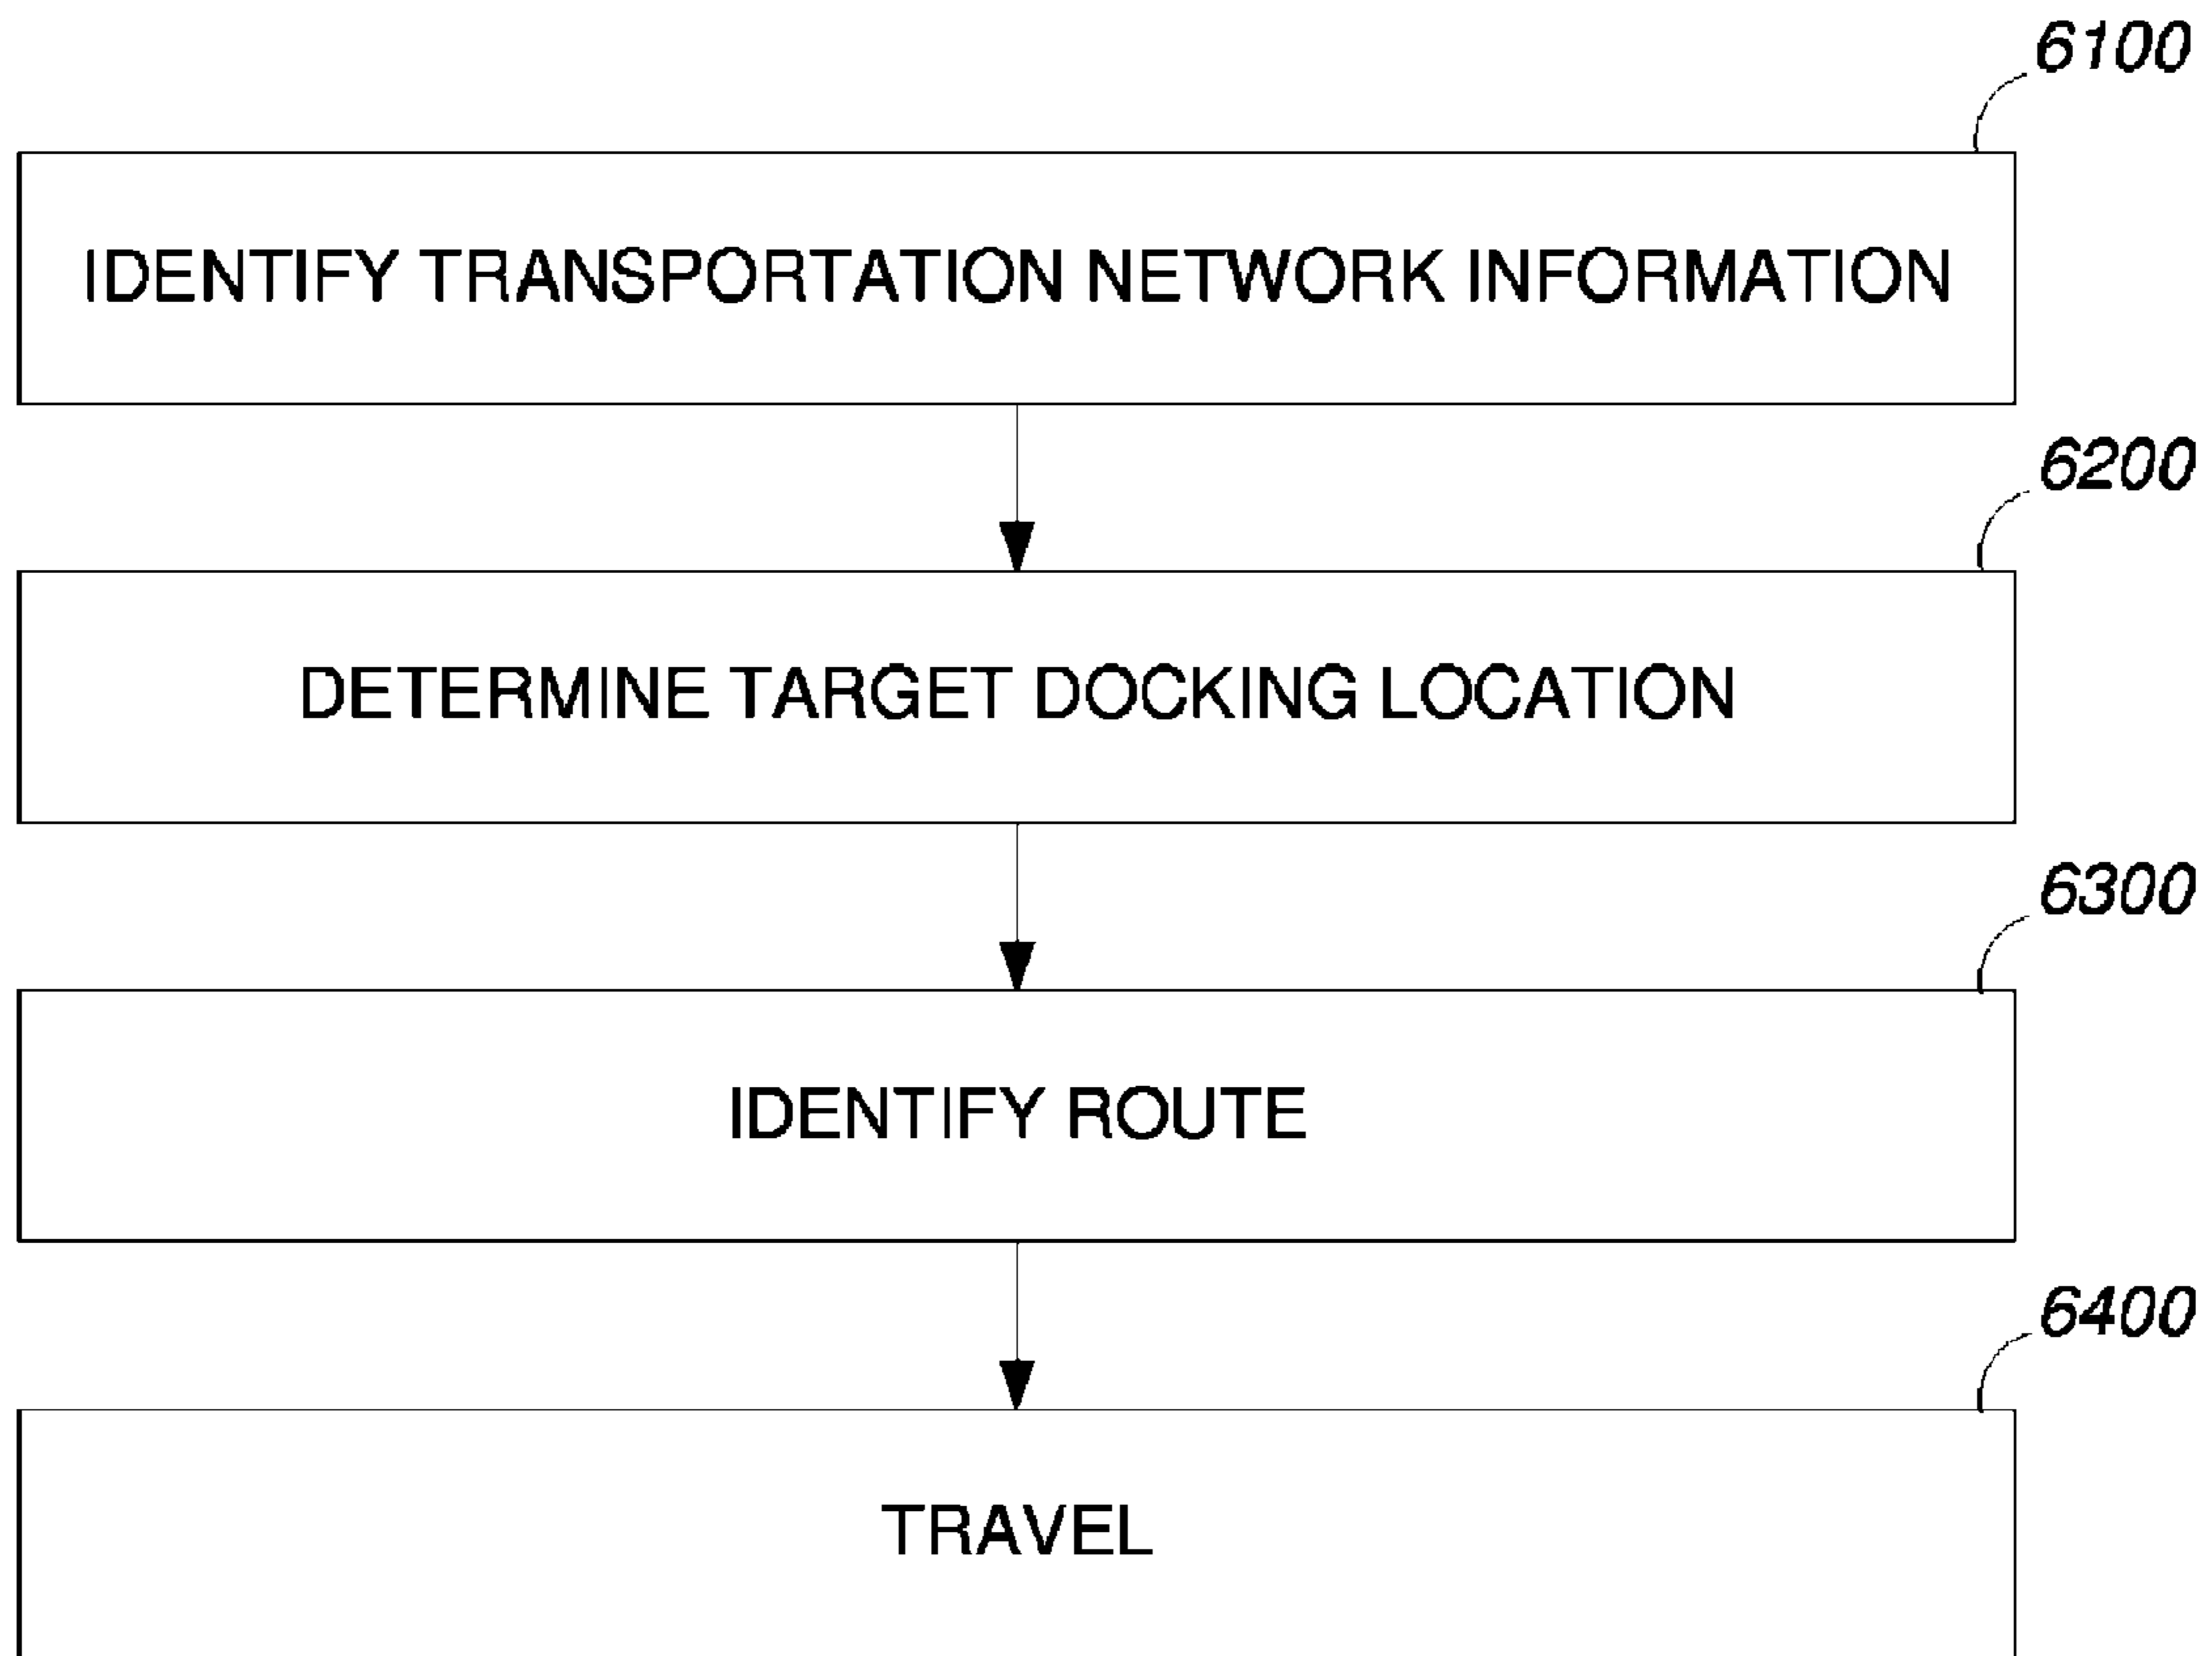 6100
IDENTIFY TRANSPORTATION NETWORK INFORMATION
6200
DETERMINE TARGET DOCKING LOCATION
6300
IDENTIFY ROUTE
6400
TRAVEL